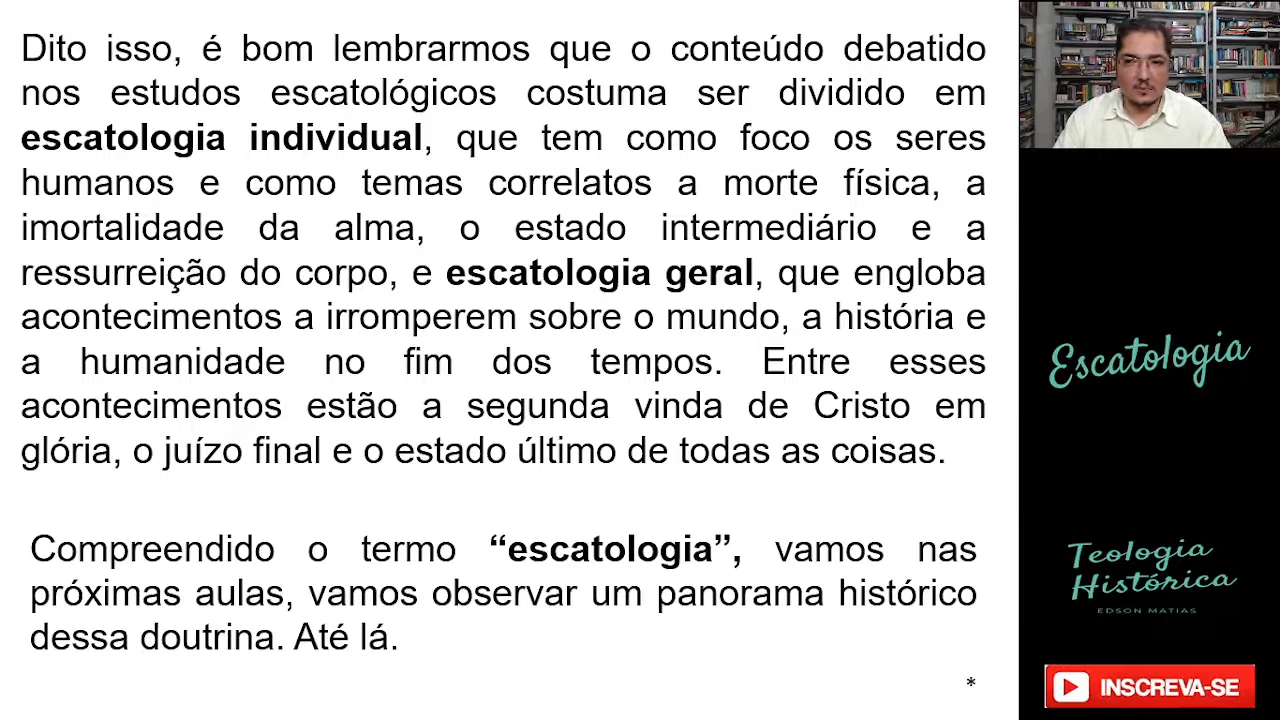 Dito isso, é bom lembrarmos que o conteúdo debatido
nos estudos escatológicos costuma ser dividido em
escatologia individual, que tem como foco os seres
humanos e como temas correlatos a morte física, a
imortalidade da alma, o estado intermediário e a
ressurreição do corpo, e escatologia geral, que engloba
acontecimentos a irromperem sobre o mundo, a história e
a humanidade no fim dos tempos. Entre esses
acontecimentos estão a segunda vinda de Cristo em
glória, o juízo final e o estado último de todas as coisas.
Compreendido o termo “escatologia”, vamos nas
próximas aulas, vamos observar um panorama histórico
dessa doutrina. Até lá.
*
Escatologia
Teologia
Histórica
EDSON MATIAS
INSCREVA-SE